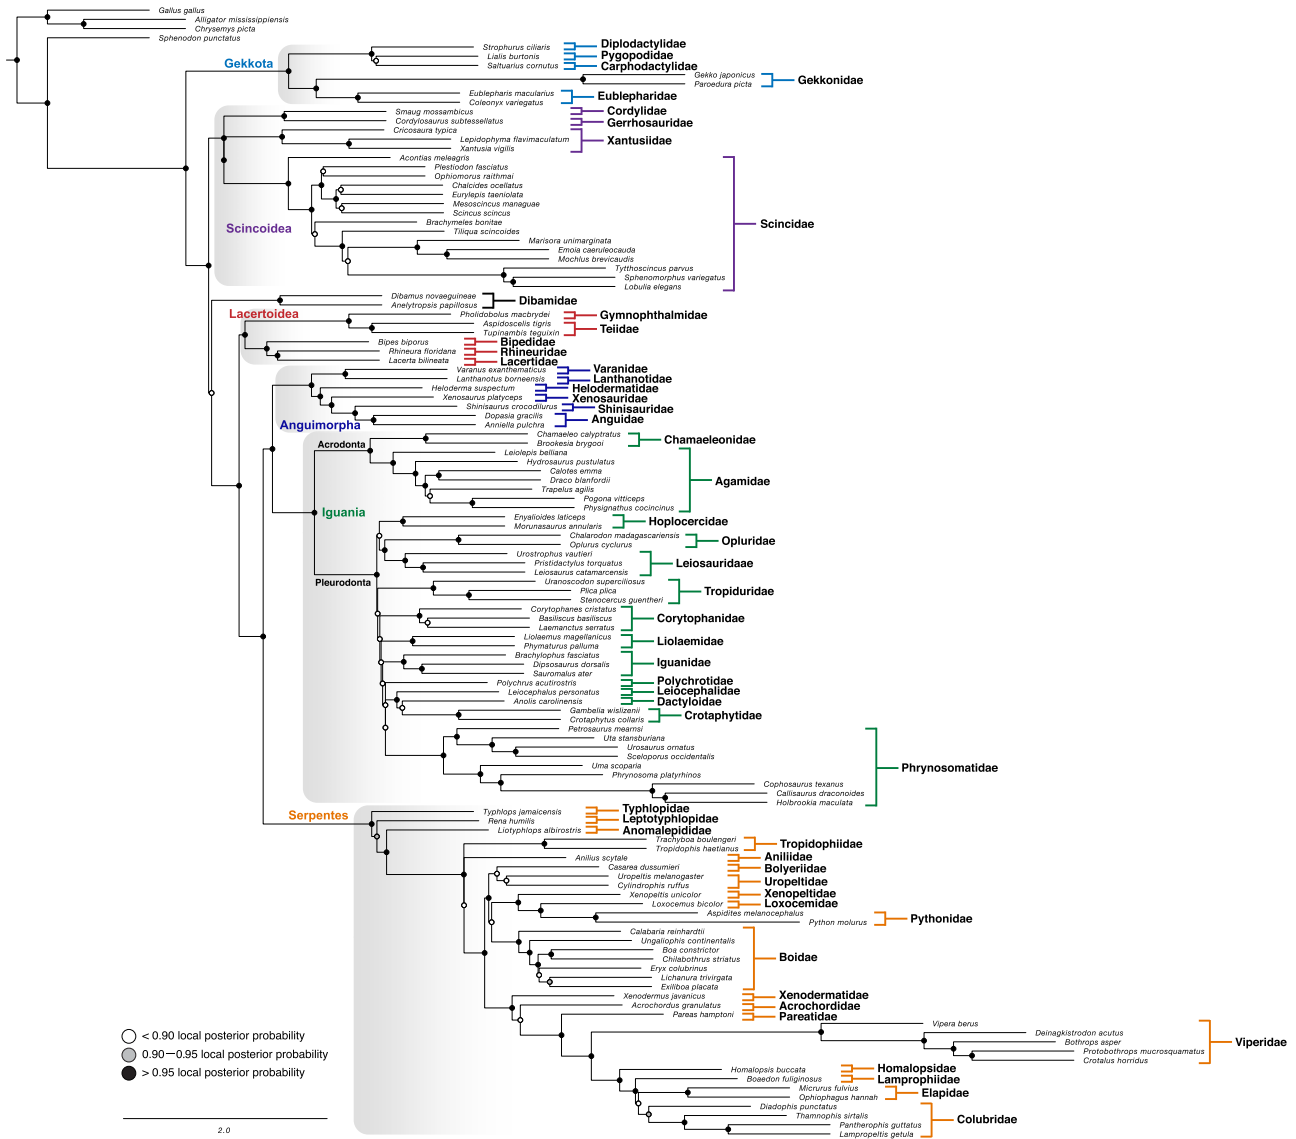 Gallus gallus
Alligator mississippiensis
Chrysemys picta
Sphenodon punctatus
Gekkota
Strophurus ciliaris
Diplodactylidae
Lialis burtonis
Pygopodidae
Saltuarius cornutus
Carphodactylidae
Gekko japonicus
Paroedura picta
Gekkonidae
Eublepharis macularius
Coleonyx variegatus
Eublepharidae
Smaug mossambicus
Cordylidae
Cordylosaurus subtessellatus
Gerrhosauridae
Cricosaura typica
Lepidophyma flavimaculatum
Xantusia vigilis
Xantusiidae
Acontias meleagris
Plestiodon fasciatus
Ophiomorus raithmai
Chalcides ocellatus
Eurylepis taeniolata
Mesoscincus managuae
Scincus scincus
Brachymeles bonitae
Tiliqua scincoides
Marisora unimarginata
Emoia caeruleocauda
Mochlus brevicaudis
Tytthoscincus parvus
Sphenomorphus variegatus
Lobulia elegans
Scincidae
Scincoidea
Dibamus novaeguineae
Anelytropsis papillosus
Dibamidae
Lacertoidea
Pholidobolus macbrydei
Gymnophthalmidae
Aspidoscelis tigris
Tupinambis teguixin
Teiidae
Bipes biporus
Bipedidae
Rhineura floridana
Rhineuridae
Lacerta bilineata
Lacertidae
Varanus exanthematicus
Varanidae
Lanthanotus borneensis
Lanthanotidae
Heloderma suspectum
Helodermatidae
Xenosaurus platyceps
Xenosauridae
Shinisaurus crocodilurus
Shinisauridae
Dopasia gracilis
Anniella pulchra
Anguidae
Anguimorpha
Acrodonta
Chamaeleo calyptratus
Brookesia brygooi
Chamaeleonidae
Leiolepis belliana
Hydrosaurus pustulatus
Calotes emma
Draco blanfordii
Trapelus agilis
Pogona vitticeps
Physignathus cocincinus
Agamidae
Iguania
Enyalioides laticeps
Morunasaurus annularis
Hoplocercidae
Chalarodon madagascariensis
Oplurus cyclurus
Opluridae
Urostrophus vautieri
Pristidactylus torquatus
Leiosaurus catamarcensis
Leiosauridaae
Pleurodonta
Uranoscodon superciliosus
Plica plica
Stenocercus guentheri
Tropiduridae
Corytophanes cristatus
Basiliscus basiliscus
Laemanctus serratus
Corytophanidae
Liolaemus magellanicus
Phymaturus palluma
Liolaemidae
Brachylophus fasciatus
Dipsosaurus dorsalis
Sauromalus ater
Iguanidae
Polychrus acutirostris
Polychrotidae
Leiocephalus personatus
Leiocephalidae
Anolis carolinensis
Dactyloidae
Gambelia wislizenii
Crotaphytus collaris
Crotaphytidae
Petrosaurus mearnsi
Uta stansburiana
Urosaurus ornatus
Sceloporus occidentalis
Uma scoparia
Phrynosoma platyrhinos
Cophosaurus texanus
Callisaurus draconoides
Holbrookia maculata
Phrynosomatidae
Serpentes
Typhlops jamaicensis
Typhlopidae
Rena humilis
Leptotyphlopidae
Liotyphlops albirostris
Anomalepididae
Trachyboa boulengeri
Tropidophis haetianus
Tropidophiidae
Anilius scytale
Aniliidae
Casarea dussumieri
Bolyeriidae
Uropeltis melanogaster
Cylindrophis ruffus
Uropeltidae
Xenopeltis unicolor
Xenopeltidae
Loxocemus bicolor
Loxocemidae
Aspidites melanocephalus
Python molurus
Pythonidae
Calabaria reinhardtii
Ungaliophis continentalis
Boa constrictor
Chilabothrus striatus
Eryx colubrinus
Lichanura trivirgata
Exiliboa placata
Boidae
Xenodermus javanicus
Xenodermatidae
Acrochordus granulatus
Acrochordidae
Pareas hamptoni
Pareatidae
Vipera berus
Deinagkistrodon acutus
Bothrops asper
Protobothrops mucrosquamatus
Crotalus horridus
Viperidae
Homalopsis buccata
Homalopsidae
Boaedon fuliginosus
Lamprophiidae
Micrurus fulvius
Ophiophagus hannah
Elapidae
Diadophis punctatus
Thamnophis sirtalis
Pantherophis guttatus
Lampropeltis getula
Colubridae
< 0.90 local posterior probability
0.90—0.95 local posterior probability
> 0.95 local posterior probability
2.0